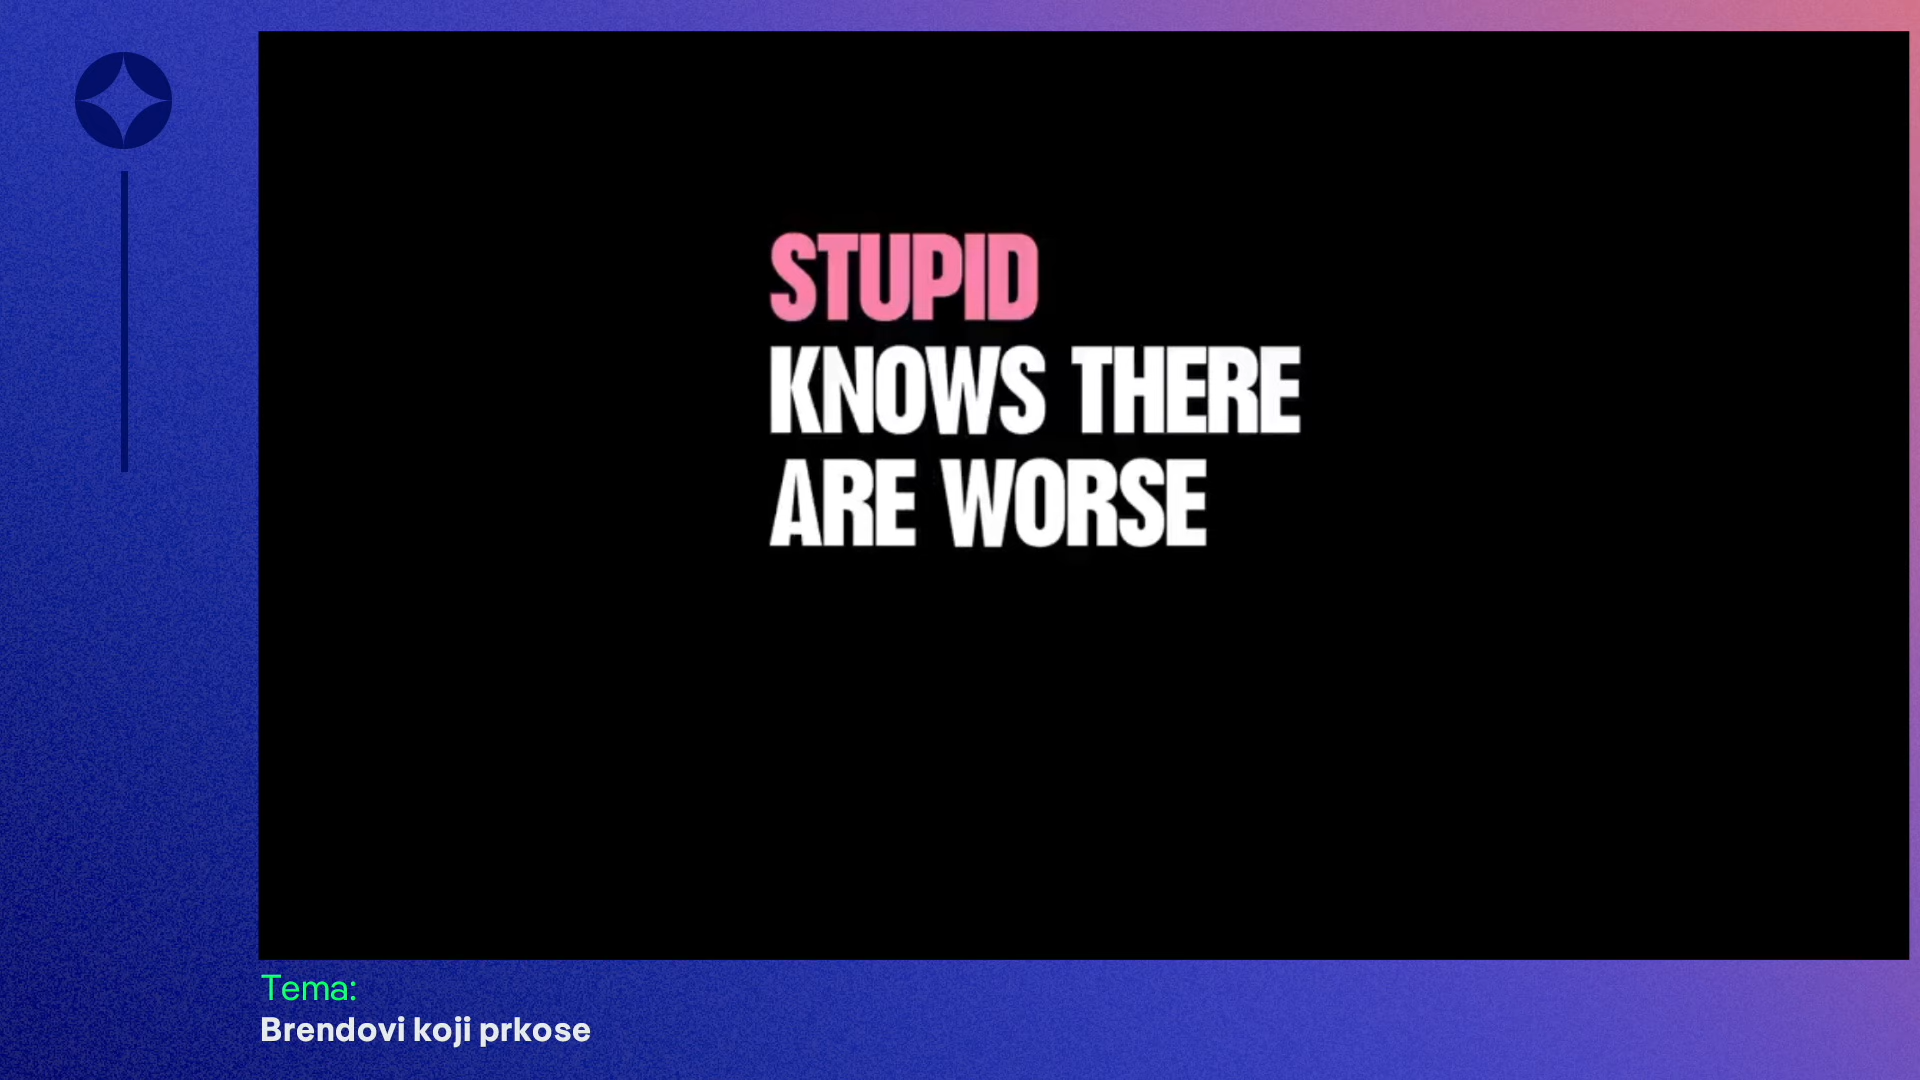 STUPID
KNOWS THERE
ARE WORSE
Tema:
Brendovi koji prkose